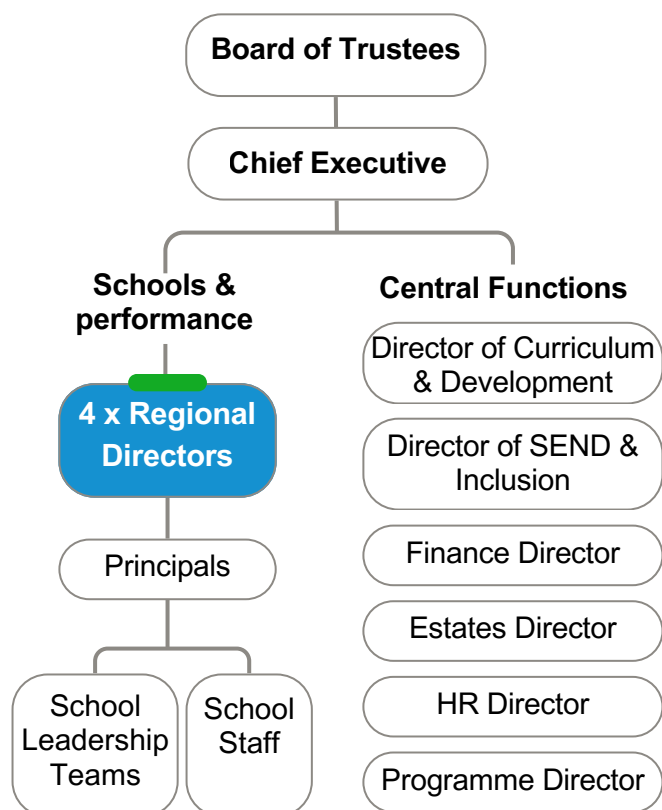 Board of Trustees
Chief Executive
Schools &
performance
4 x Regional
Directors
Principals
School
Leadership
Teams
School
Staff
Central Functions
Director of Curriculum
& Development
Director of SEND &
Inclusion
Finance Director
Estates Director
HR Director
Programme Director